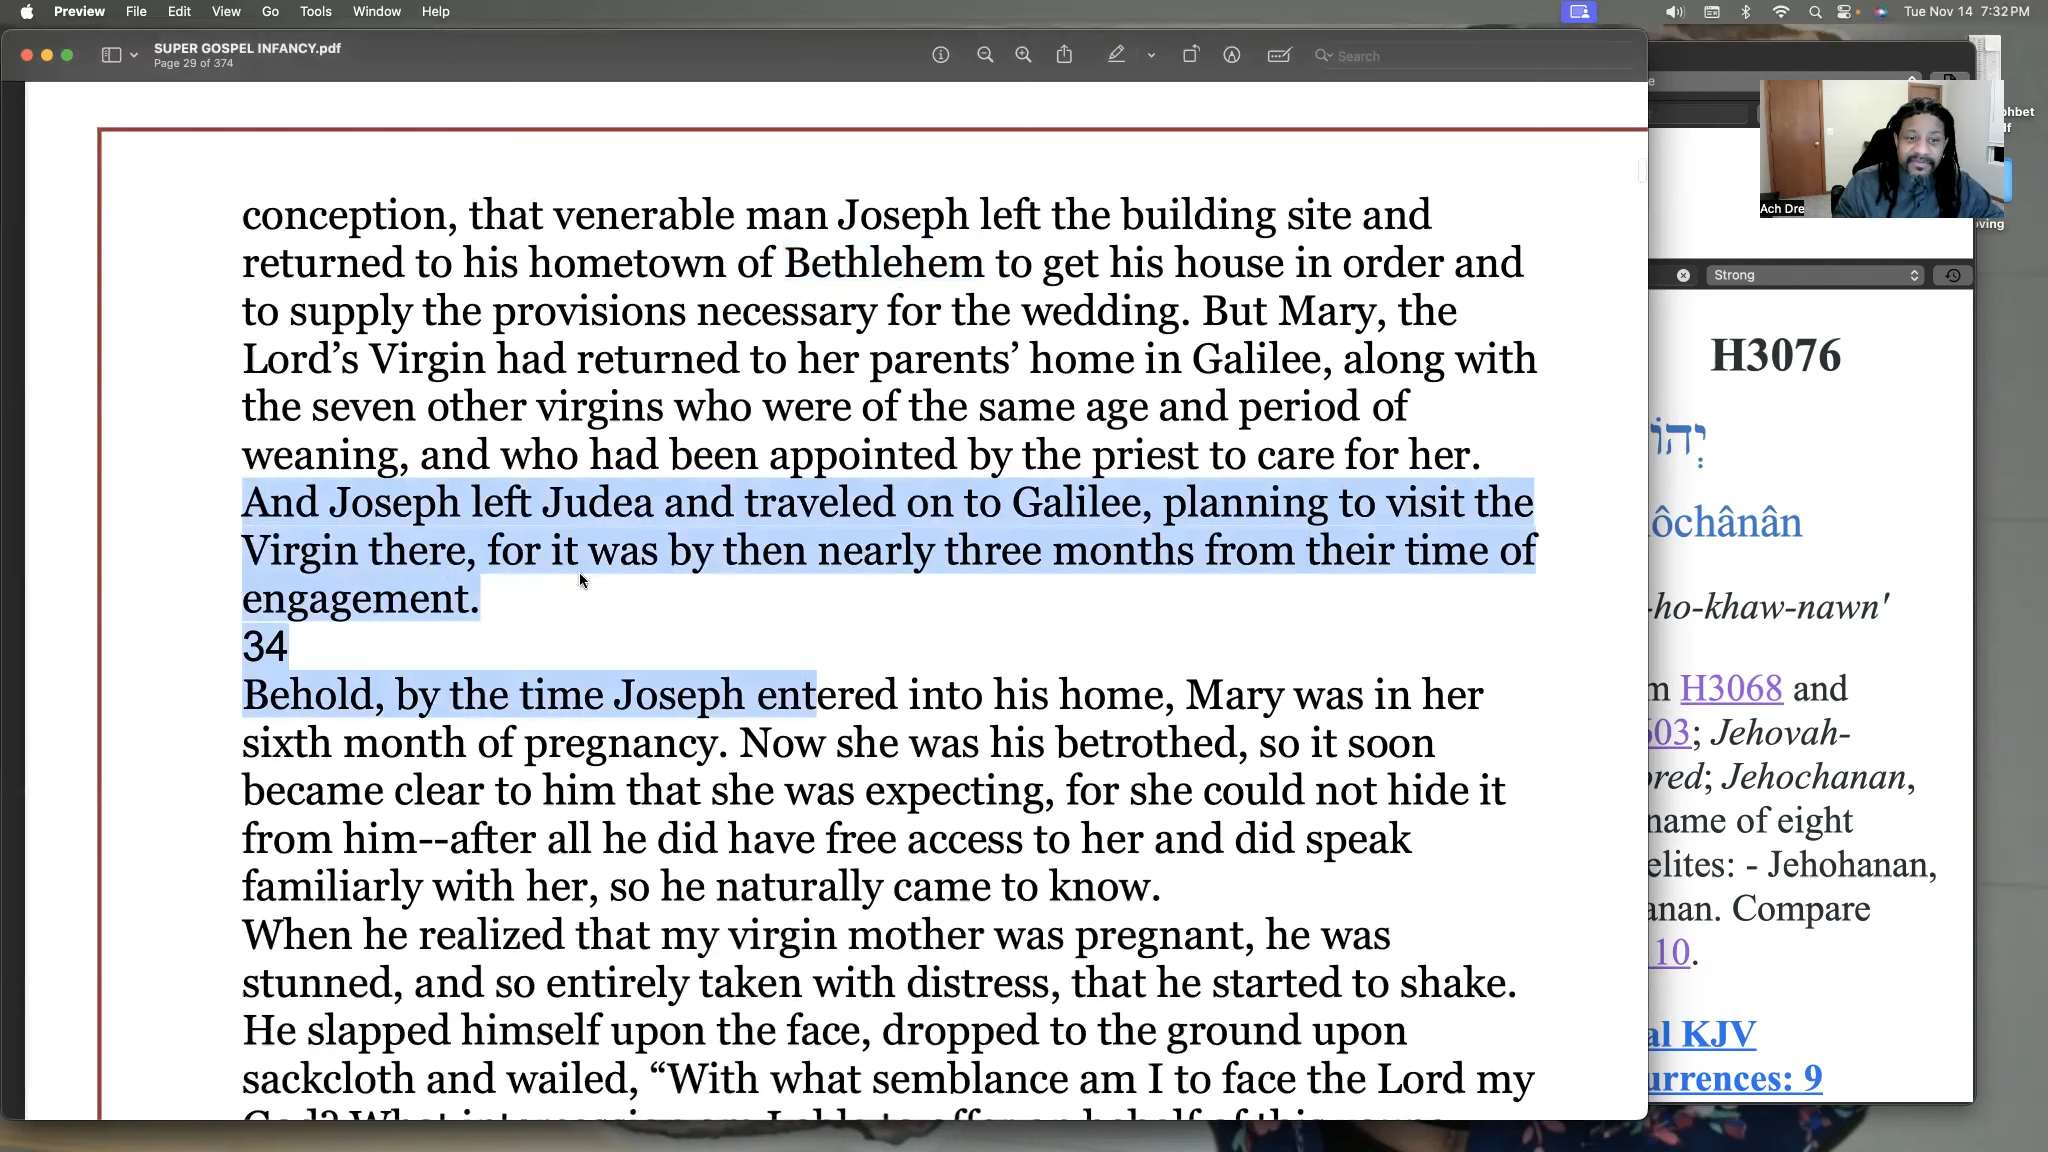 Preview File Edit View Go Tools Window Help
Tue Nov 14 7:32 PM
SUPER GOSPEL INFANCY.pdf
Page 29 of 374
Search
Ach Dre
conception, that venerable man Joseph left the building site and
returned to his hometown of Bethlehem to get his house in order and
to supply the provisions necessary for the wedding. But Mary, the
Lord’s Virgin had returned to her parents’ home in Galilee, along with
the seven other virgins who were of the same age and period of
weaning, and who had been appointed by the priest to care for her.
And Joseph left Judea and traveled on to Galilee, planning to visit the
Virgin there, for it was by then nearly three months from their time of
engagement.
34
Behold, by the time Joseph entered into his home, Mary was in her
sixth month of pregnancy. Now she was his betrothed, so it soon
became clear to him that she was expecting, for she could not hide it
from him--after all he did have free access to her and did speak
familiarly with her, so he naturally came to know.
When he realized that my virgin mother was pregnant, he was
stunned, and so entirely taken with distress, that he started to shake.
He slapped himself upon the face, dropped to the ground upon
sackcloth and wailed, “With what semblance am I to face the Lord my
Strong
H3076
יְהוֹ
ôchânân
-ho-khaw-nawn'
m H3068 and
603; Jehovah-
ored; Jehochanan,
name of eight
elites: - Jehohanan,
anan. Compare
10.
al KJV
urrences: 9
phbet
lf
oving